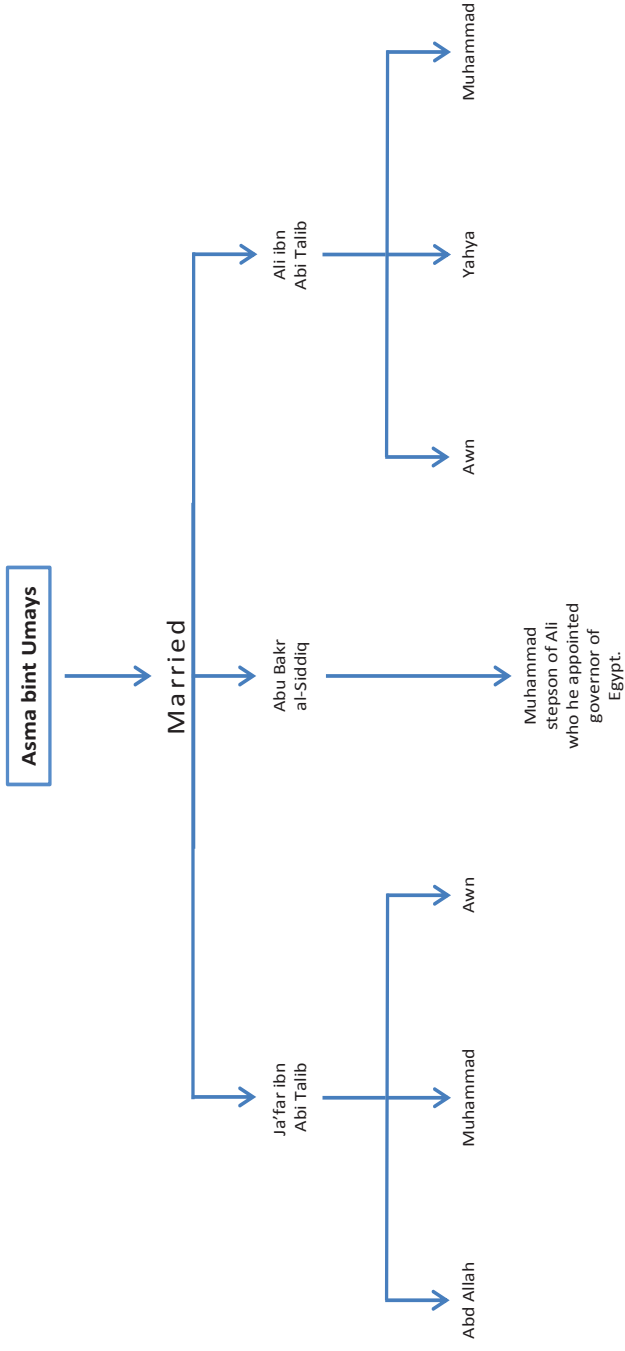 Asma bint Umays
Married
Ja'far ibn
Abi Talib
Abu Bakr
al-Siddiq
Ali ibn
Abi Talib
Abd Allah
Muhammad
Awn
Muhammad
stepson of Ali
who he appointed
governor of
Egypt.
Awn
Yahya
Muhammad